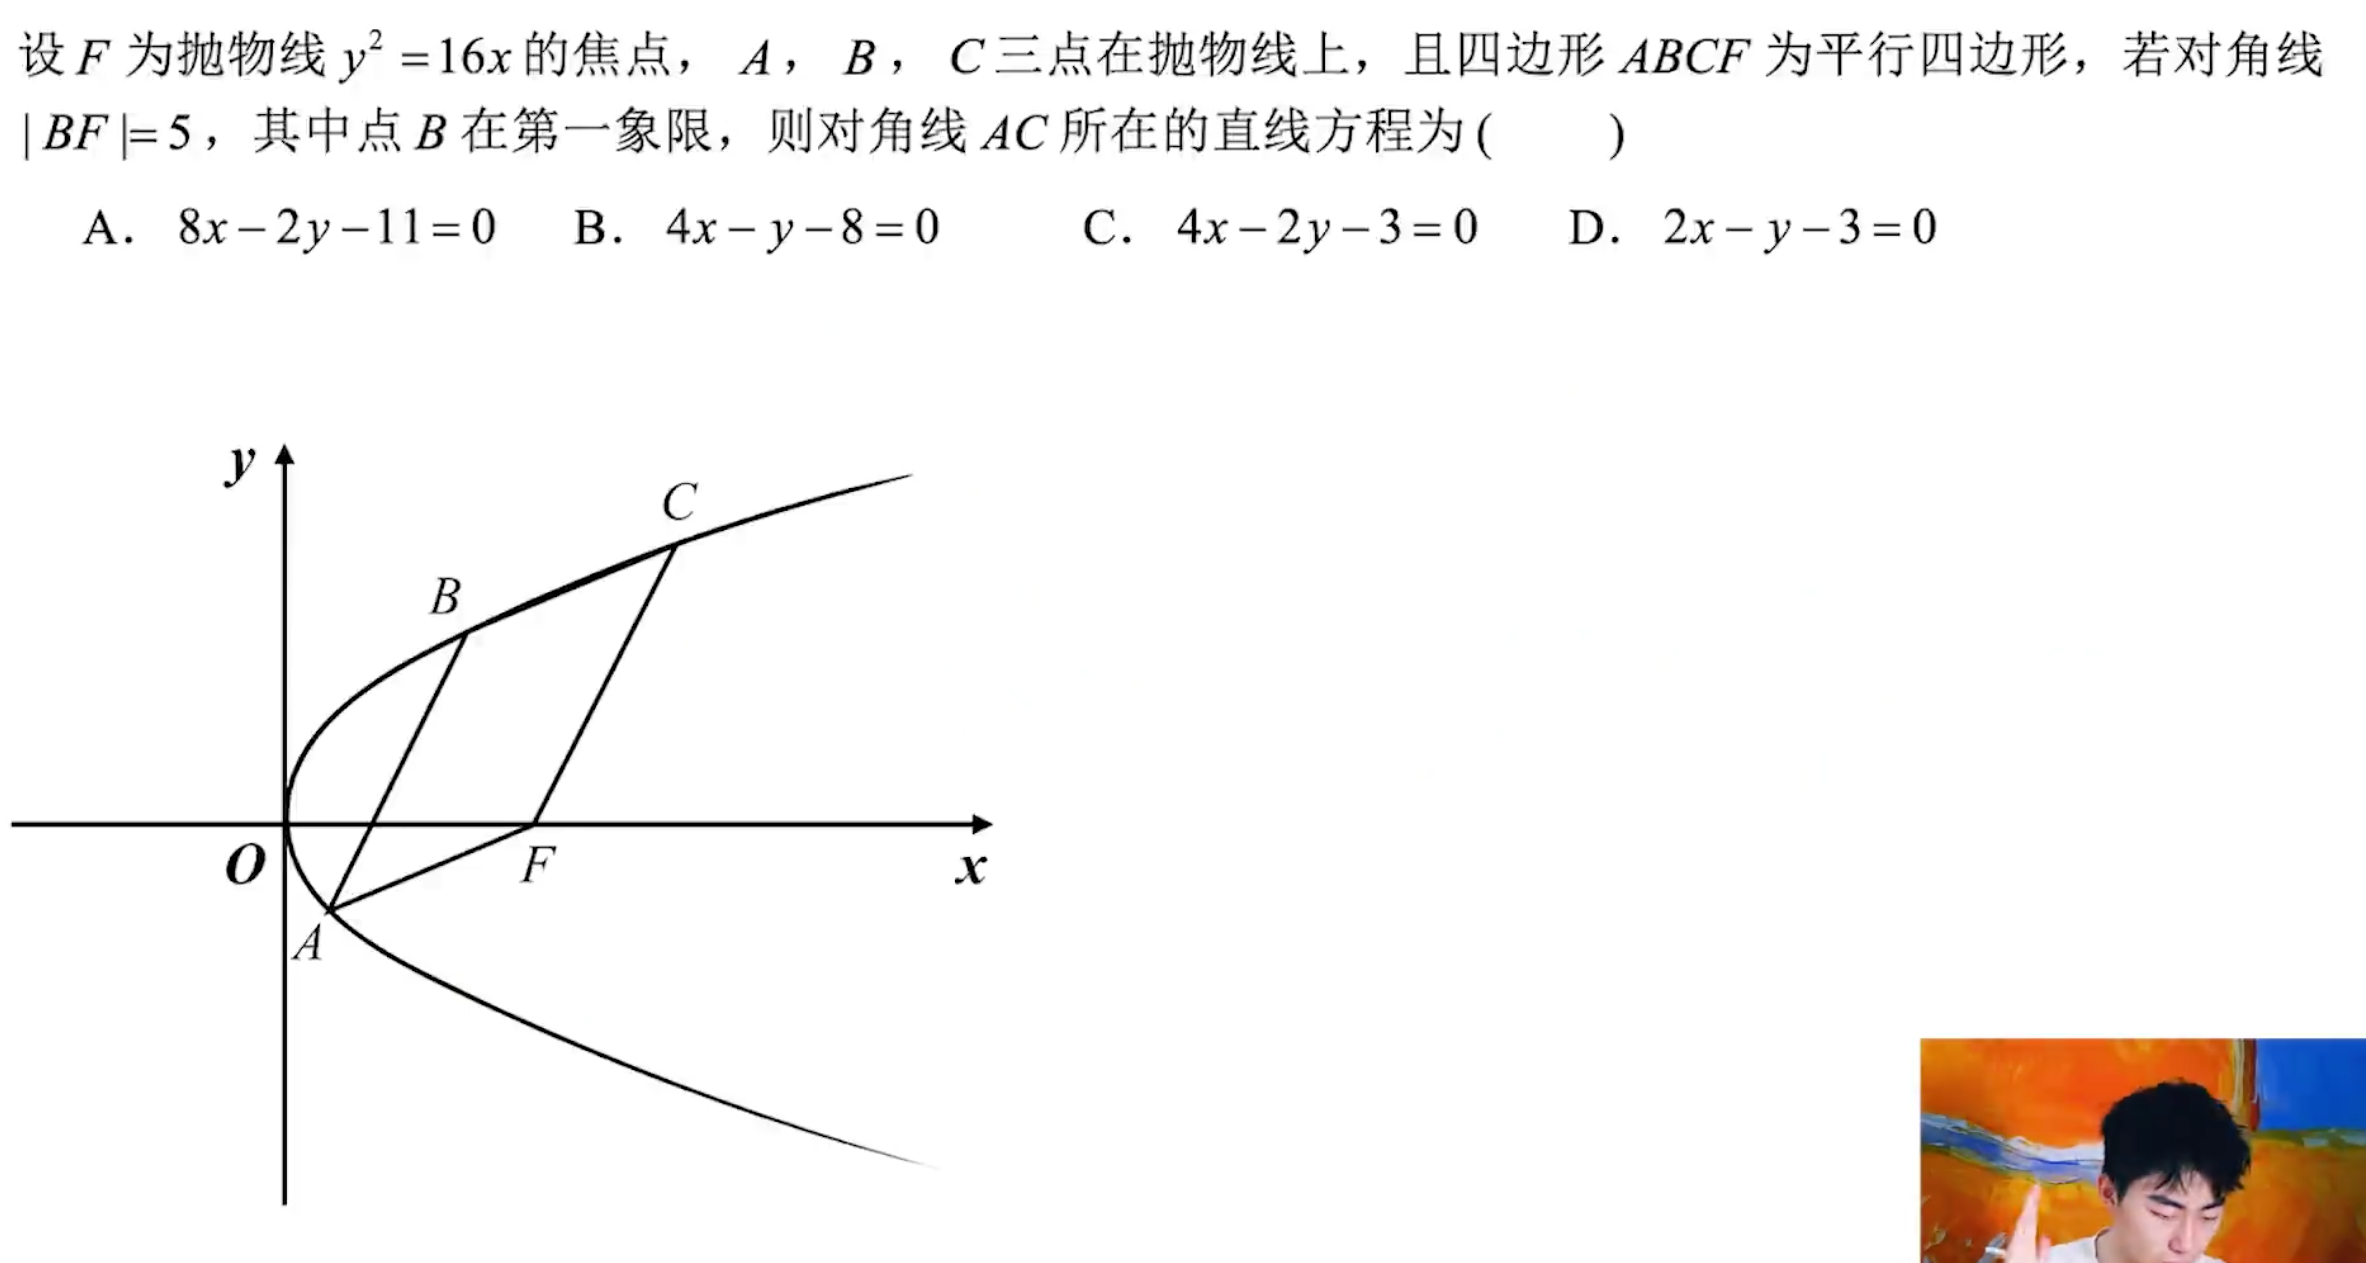 设 F 为抛物线 y² =16x 的焦点， A， B， C 三点在抛物线上，且四边形 ABCF 为平行四边形，若对角线
|BF|=5，其中点 B 在第一象限，则对角线 AC 所在的直线方程为(　　)
A． 8x－2y－11=0　B． 4x－y－8=0　C． 4x－2y－3=0　D． 2x－y－3=0
y
C
B
O
F
x
A